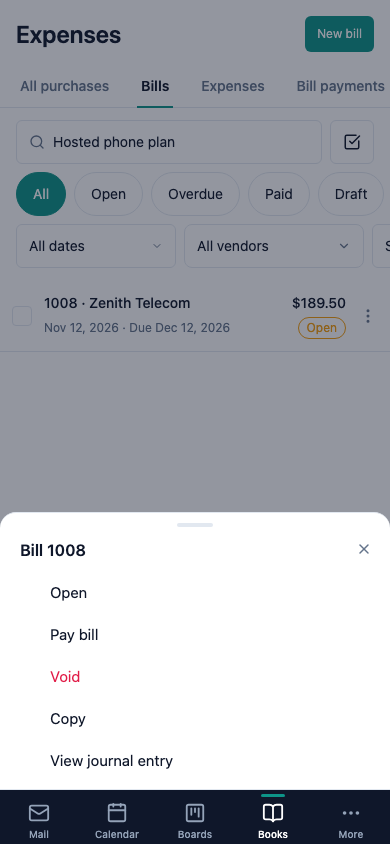 Expenses
New bill
All purchases Bills Expenses Bill payments
Hosted phone plan
All Open Overdue Paid Draft
All dates All vendors
1008 · Zenith Telecom $189.50
Nov 12, 2026 · Due Dec 12, 2026 Open
Bill 1008
Open
Pay bill
Void
Copy
View journal entry
Mail Calendar Boards Books More